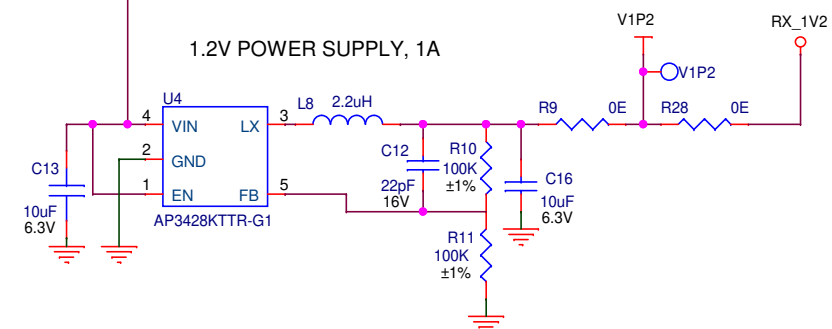 V1P2
RX_1V2
1.2V POWER SUPPLY, 1A
V1P2
U4
L8
2.2uH
R9
0E
R28
0E
4
VIN
LX
3
C12
R10
100K
±1%
2
GND
C13
C16
22pF
16V
10uF
6.3V
1
EN
FB
5
10uF
6.3V
AP3428KTTR-G1
R11
100K
±1%